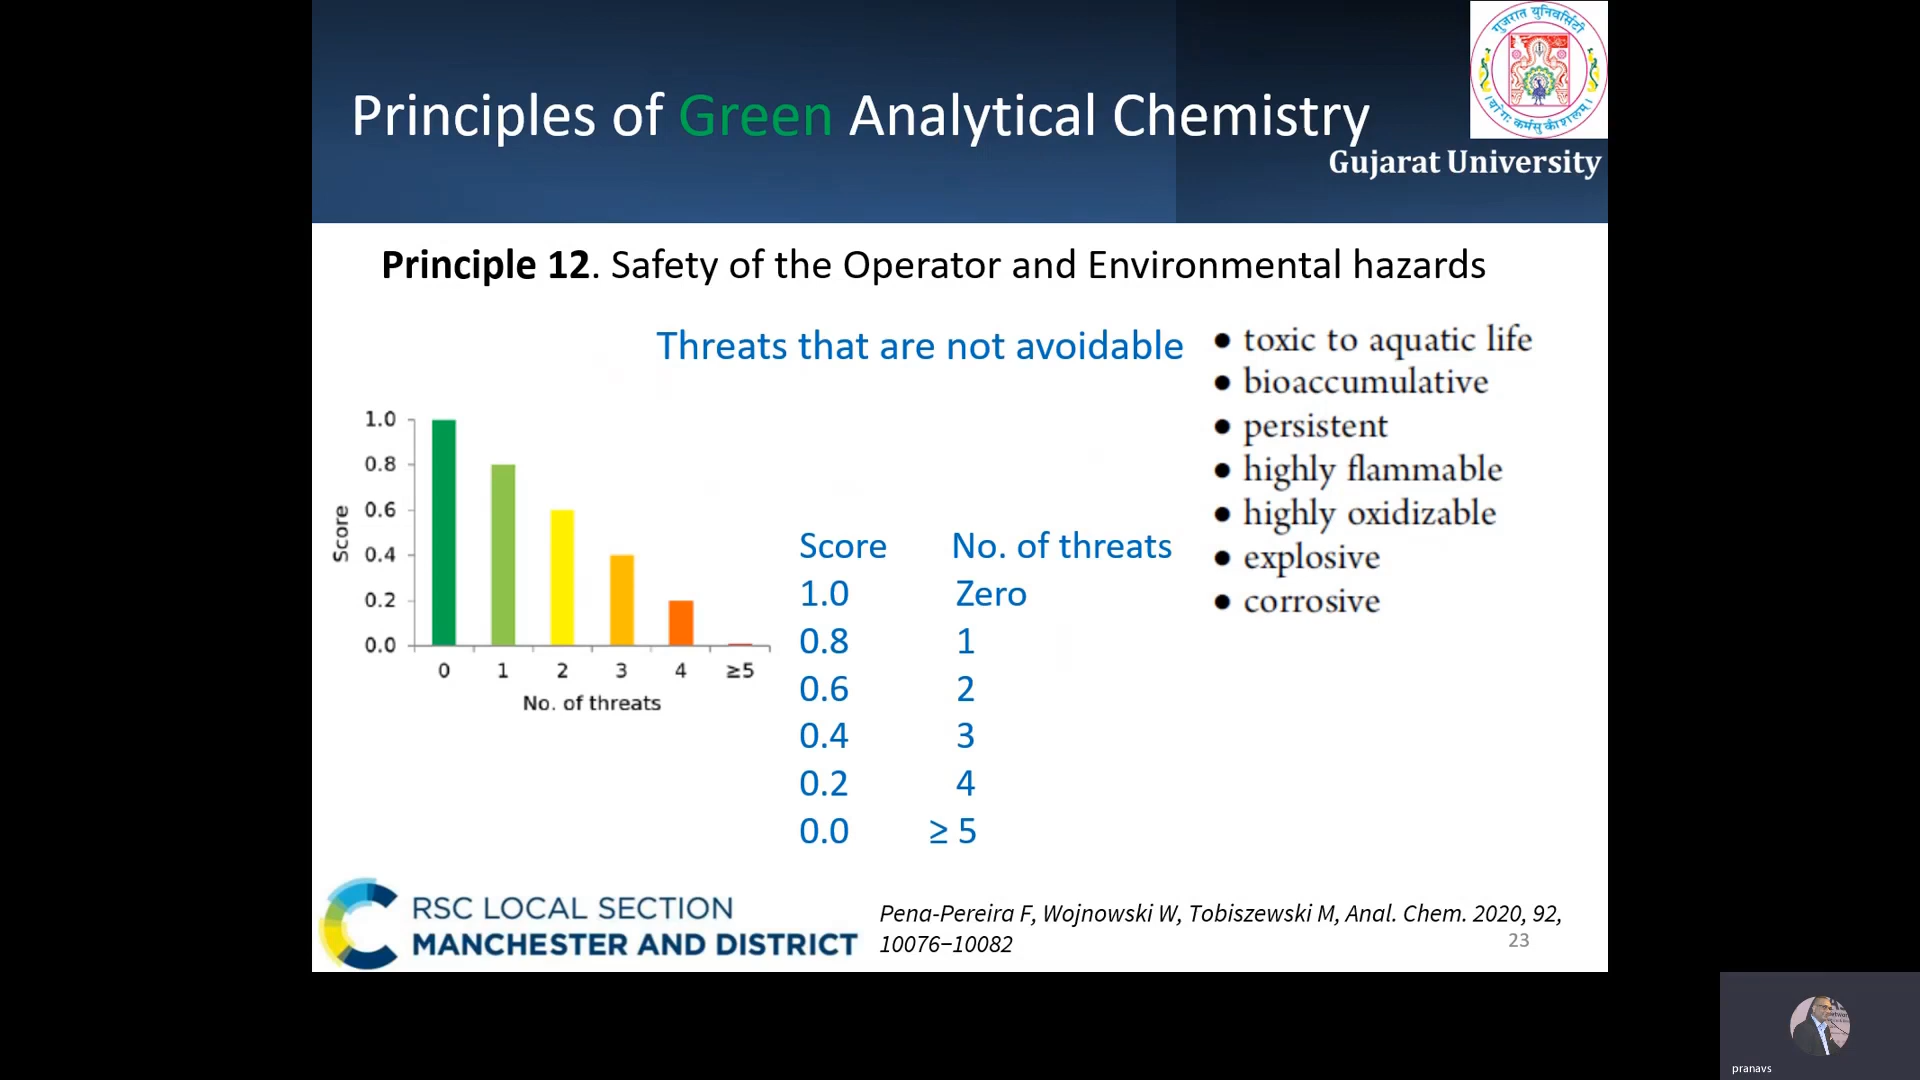 Principles of Green Analytical Chemistry
गुजरात युनिवर्सिटी
योगः कर्मसु कौशलम्
Gujarat University
Principle 12. Safety of the Operator and Environmental hazards
Threats that are not avoidable
● toxic to aquatic life
● bioaccumulative
● persistent
● highly flammable
● highly oxidizable
● explosive
● corrosive
1.0
0.8
0.6
0.4
0.2
0.0
Score
0 1 2 3 4 ≥5
No. of threats
Score No. of threats
1.0 Zero
0.8 1
0.6 2
0.4 3
0.2 4
0.0 ≥ 5
RSC LOCAL SECTION
MANCHESTER AND DISTRICT
Pena-Pereira F, Wojnowski W, Tobiszewski M, Anal. Chem. 2020, 92,
10076−10082
23
pranavs